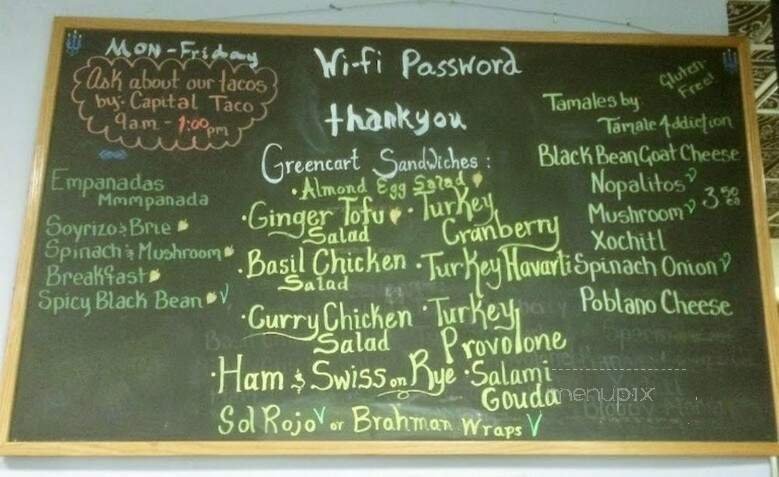 MON-Friday
Ask about our tacos
by: Capital Taco
9am - 1:00pm
Wi-fi Password
thankyou
Empanadas
Mmmpanada
Soyrizo & Brie
Spinach & Mushroom
Breakfast
Spicy Black Bean V
Greencart Sandwiches:
• Almond Egg Salad
• Ginger Tofu Salad
• Basil Chicken Salad
• Curry Chicken Salad
• Ham & Swiss on Rye
• Turkey Cranberry
• Turkey Havarti
• Turkey Provolone
• Salami Gouda
Sol Rojo V or Brahman Wraps V
Gluten-Free!
Tamales by
Tamale Addiction
Black Bean Goat Cheese
Nopalitos V
Mushroom V
3.50
Xochitl
Spinach Onion V
Poblano Cheese
menupix